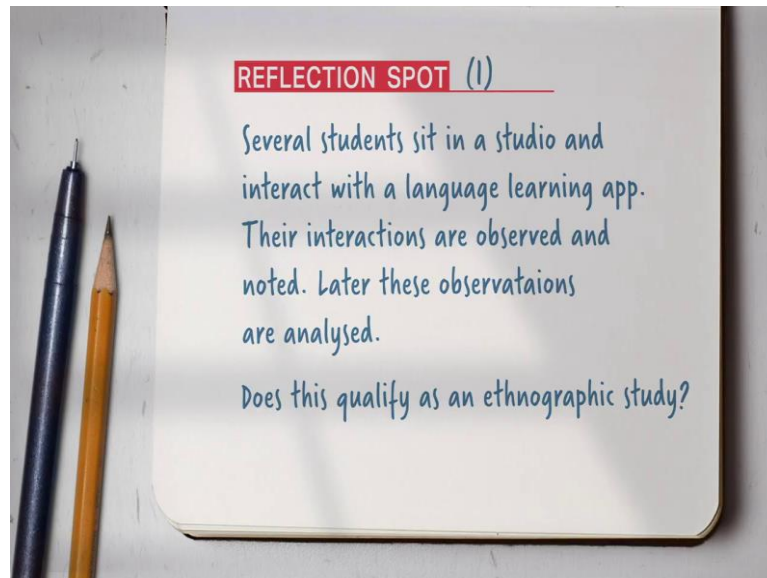 REFLECTION SPOT (1)
Several students sit in a studio and
interact with a language learning app.
Their interactions are observed and
noted. Later these observataions
are analysed.
Does this qualify as an ethnographic study?